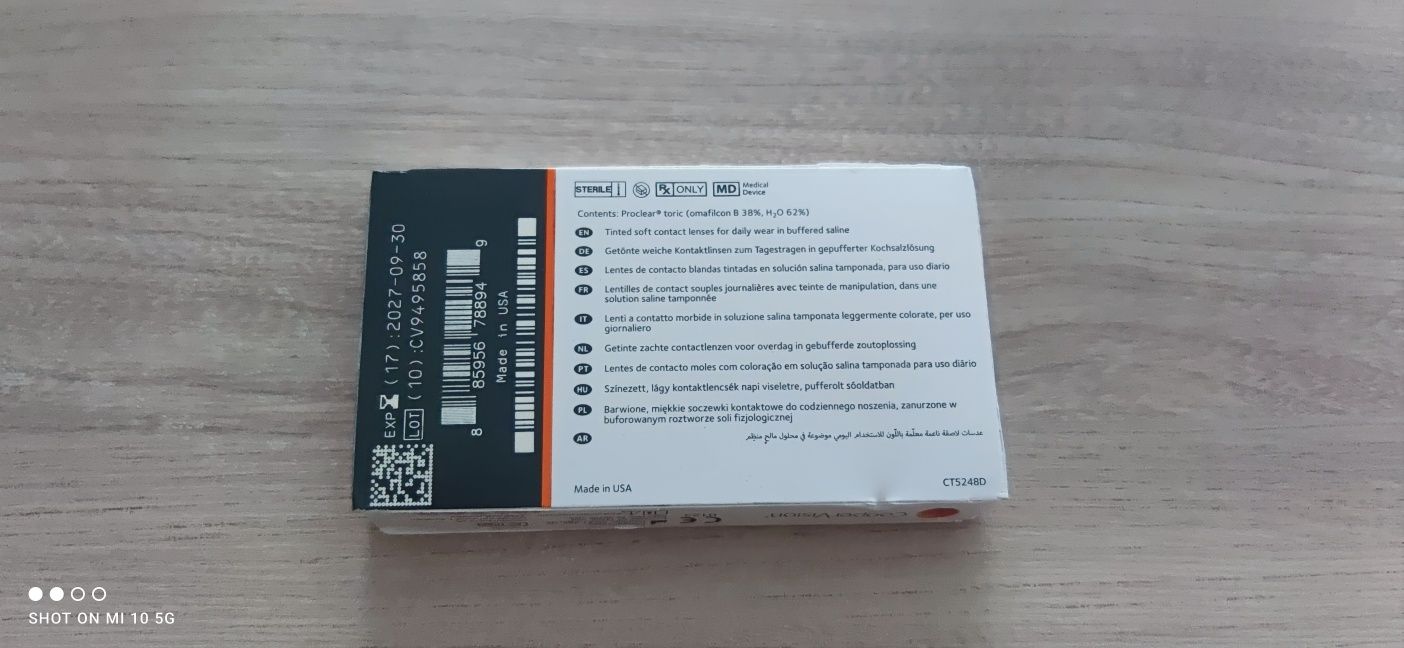 EXP (17):2027-09-30
LOT (10):CV9495858
8 85956 78894 9
Made in USA
STERILE
Rx ONLY
MD Medical
Device
Contents: Proclear® toric (omafilcon B 38%, H₂O 62%)
EN Tinted soft contact lenses for daily wear in buffered saline
DE Getönte weiche Kontaktlinsen zum Tagestragen in gepufferter Kochsalzlösung
ES Lentes de contacto blandas tintadas en solución salina tamponada, para uso diario
FR Lentilles de contact souples journalières avec teinte de manipulation, dans une
solution saline tamponnée
IT Lenti a contatto morbide in soluzione salina tamponata leggermente colorate, per uso
giornaliero
NL Getinte zachte contactlenzen voor overdag in gebufferde zoutoplossing
PT Lentes de contacto moles com coloração em solução salina tamponada para uso diário
HU Színezett, lágy kontaktlencsék napi viseletre, pufferolt sóoldatban
PL Barwione, miękkie soczewki kontaktowe do codziennego noszenia, zanurzone w
buforowanym roztworze soli fizjologicznej
AR عدسات لاصقة ناعمة معلّمة باللّون للاستخدام اليومي موضوعة في محلول مالح منظم
Made in USA
CT5248D
CooperVision
CE
SHOT ON MI 10 5G